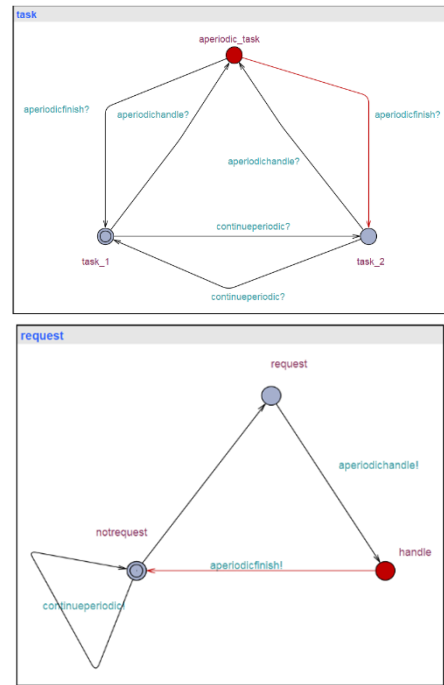 task
aperiodic_task
aperiodicfinish?
aperiodichandle?
aperiodicfinish?
aperiodichandle?
continueperiodic?
task_1
task_2
continueperiodic?
request
request
aperiodichandle!
notrequest
handle
aperiodicfinish!
continueperiodic!